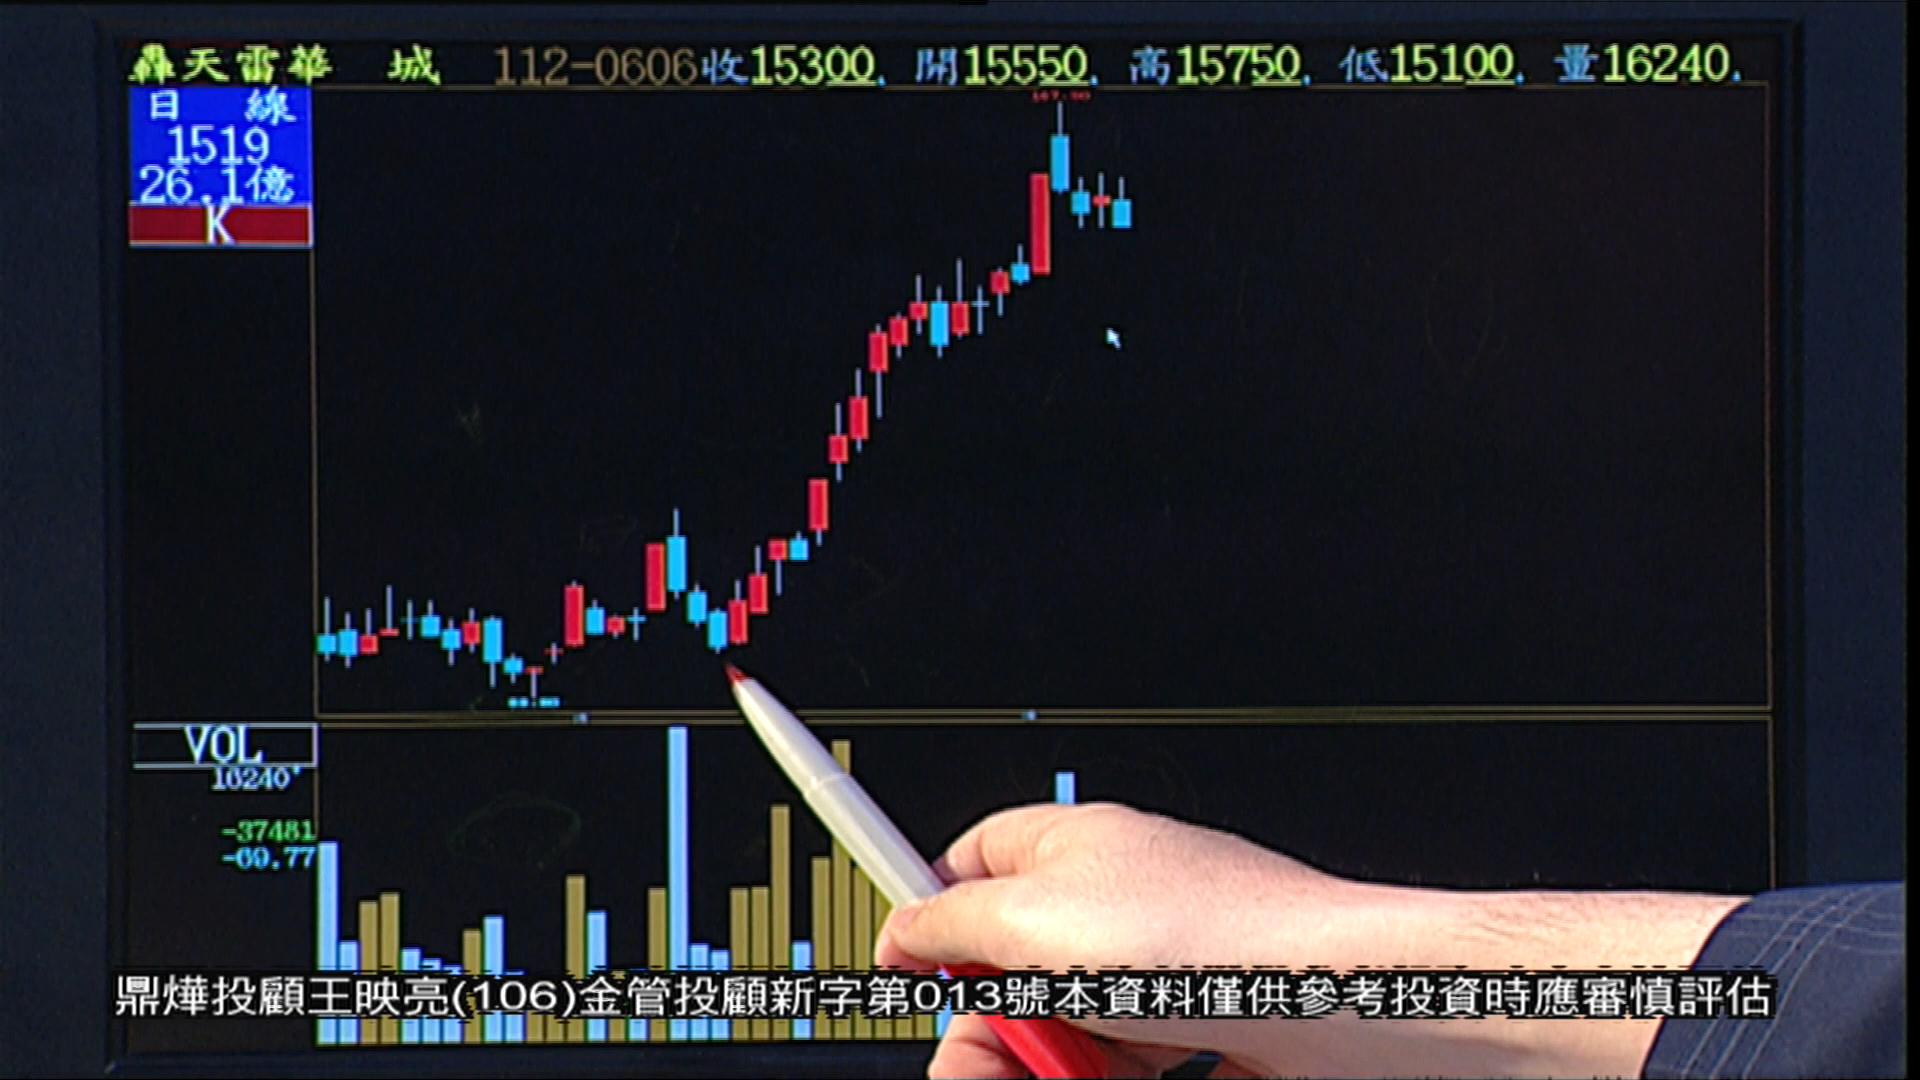 轟天雷華 城 112-0606收15300. 開15550. 高15750. 低15100. 量16240.
日 線
1519
26.1億
K
167.50
VOL
16240
-37481
-69.77
鼎燁投顧王映亮(106)金管投顧新字第013號本資料僅供參考投資時應審慎評估